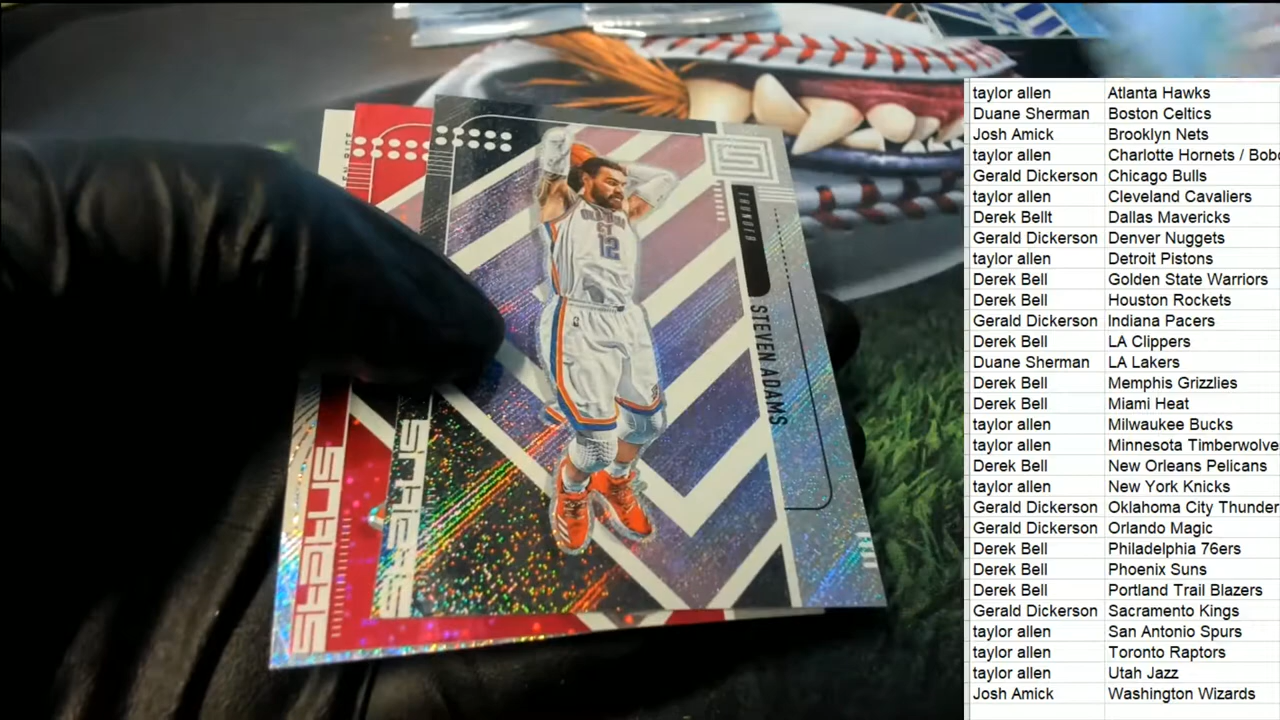 THUNDER
STEVEN ADAMS
OKLAHOMA
12
status
status
taylor allen Atlanta Hawks
Duane Sherman Boston Celtics
Josh Amick Brooklyn Nets
taylor allen Charlotte Hornets / Bob
Gerald Dickerson Chicago Bulls
taylor allen Cleveland Cavaliers
Derek Bellt Dallas Mavericks
Gerald Dickerson Denver Nuggets
taylor allen Detroit Pistons
Derek Bell Golden State Warriors
Derek Bell Houston Rockets
Gerald Dickerson Indiana Pacers
Derek Bell LA Clippers
Duane Sherman LA Lakers
Derek Bell Memphis Grizzlies
Derek Bell Miami Heat
taylor allen Milwaukee Bucks
taylor allen Minnesota Timberwolve
Derek Bell New Orleans Pelicans
taylor allen New York Knicks
Gerald Dickerson Oklahoma City Thunder
Gerald Dickerson Orlando Magic
Derek Bell Philadelphia 76ers
Derek Bell Phoenix Suns
Derek Bell Portland Trail Blazers
Gerald Dickerson Sacramento Kings
taylor allen San Antonio Spurs
taylor allen Toronto Raptors
taylor allen Utah Jazz
Josh Amick Washington Wizards